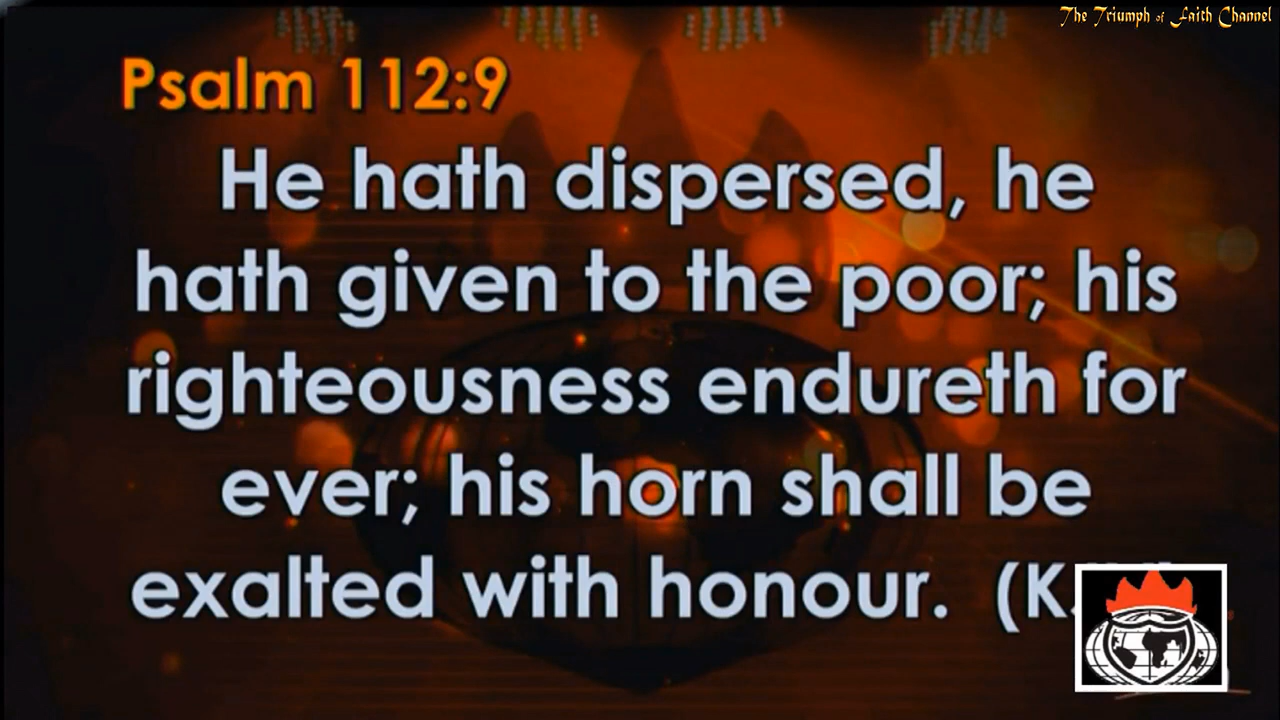 The Triumph of Faith Channel
Psalm 112:9
He hath dispersed, he
hath given to the poor; his
righteousness endureth for
ever; his horn shall be
exalted with honour.